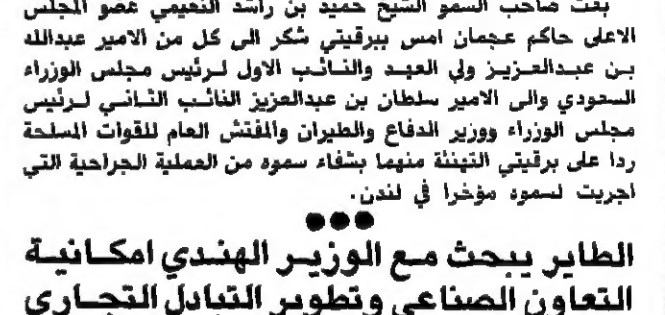 بعث صاحب السمو الشيخ حميد بن راشد النعيمي عضو المجلس
الاعلى حاكم عجمان امس ببرقيتي شكر الى كل من الامير عبدالله
بن عبدالعزيز ولي العهد والنائب الاول لرئيس مجلس الوزراء
السعودي والى الامير سلطان بن عبدالعزيز النائب الثاني لرئيس
مجلس الوزراء ووزير الدفاع والطيران والمفتش العام للقوات المسلحة
ردا على برقيتي التهنئة منهما بشفاء سموه من العملية الجراحية التي
اجريت لسموه مؤخرا في لندن.
●●●
الطاير يبحث مع الوزير الهندي امكانية
التعاون الصناعي وتطوير التبادل التجاري